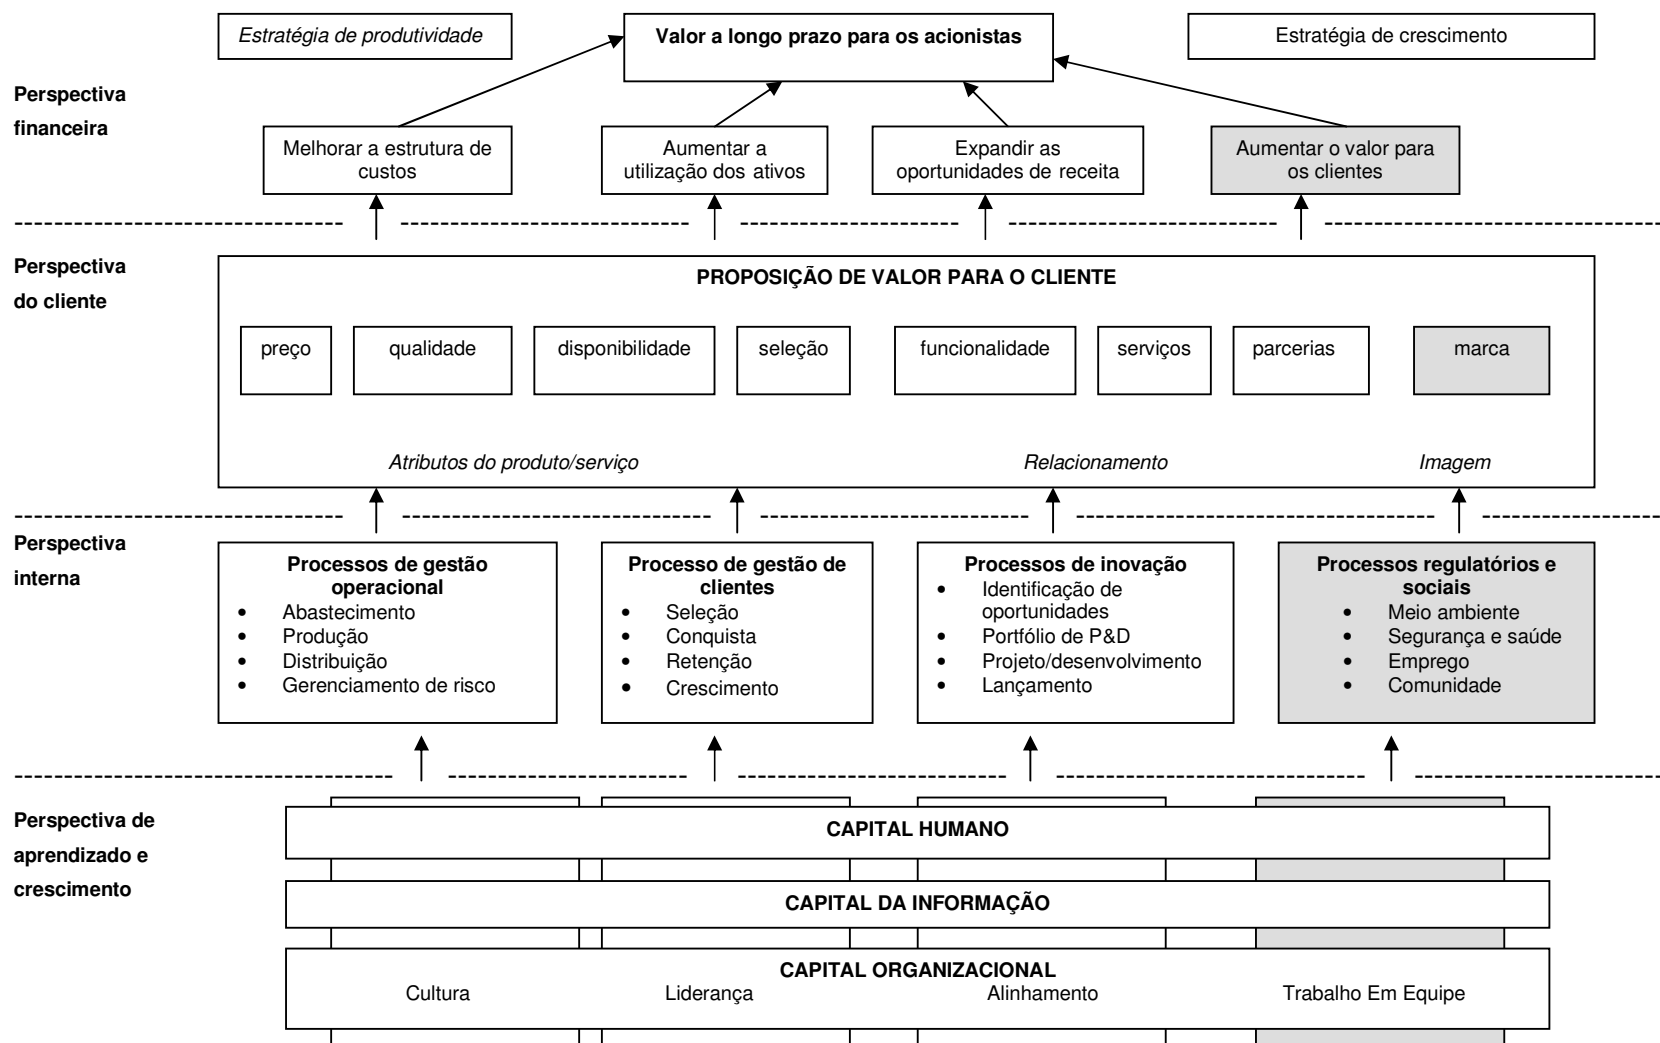 Estratégia de produtividade
Valor a longo prazo para os acionistas
Estratégia de crescimento
Perspectiva
financeira
Melhorar a estrutura de
custos
Aumentar a
utilização dos ativos
Expandir as
oportunidades de receita
Aumentar o valor para
os clientes
Perspectiva
do cliente
PROPOSIÇÃO DE VALOR PARA O CLIENTE
preço
qualidade
disponibilidade
seleção
funcionalidade
serviços
parcerias
marca
Atributos do produto/serviço
Relacionamento
Imagem
Perspectiva
interna
Processos de gestão
operacional
• Abastecimento
• Produção
• Distribuição
• Gerenciamento de risco
Processo de gestão de
clientes
• Seleção
• Conquista
• Retenção
• Crescimento
Processos de inovação
• Identificação de
oportunidades
• Portfólio de P&D
• Projeto/desenvolvimento
• Lançamento
Processos regulatórios e
sociais
• Meio ambiente
• Segurança e saúde
• Emprego
• Comunidade
Perspectiva de
aprendizado e
crescimento
CAPITAL HUMANO
CAPITAL DA INFORMAÇÃO
CAPITAL ORGANIZACIONAL
Cultura
Liderança
Alinhamento
Trabalho Em Equipe